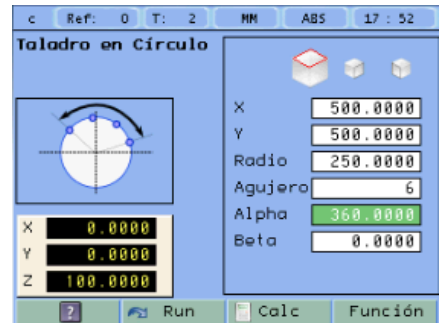 c Ref: 0 T: 2 MM ABS 17 : 52
Taladro en Círculo
X 500.0000
Y 500.0000
Radio 250.0000
Agujero 6
Alpha 360.0000
Beta 0.0000
X 0.0000
Y 0.0000
Z 100.0000
? Run Calc Función